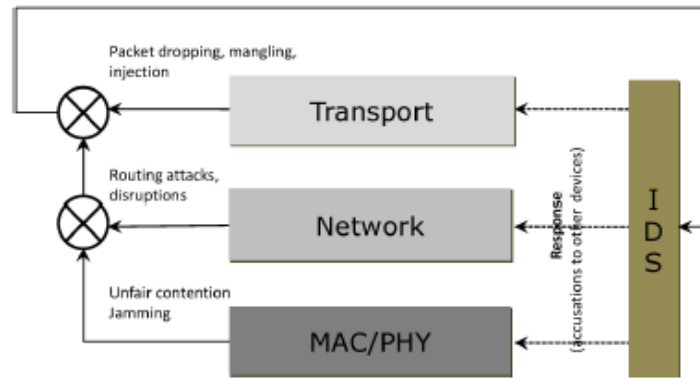 Packet dropping, mangling,
injection
Transport
Routing attacks,
disruptions
Network
Unfair contention
Jamming
MAC/PHY
Response
(accusations to other devices)
I
D
S